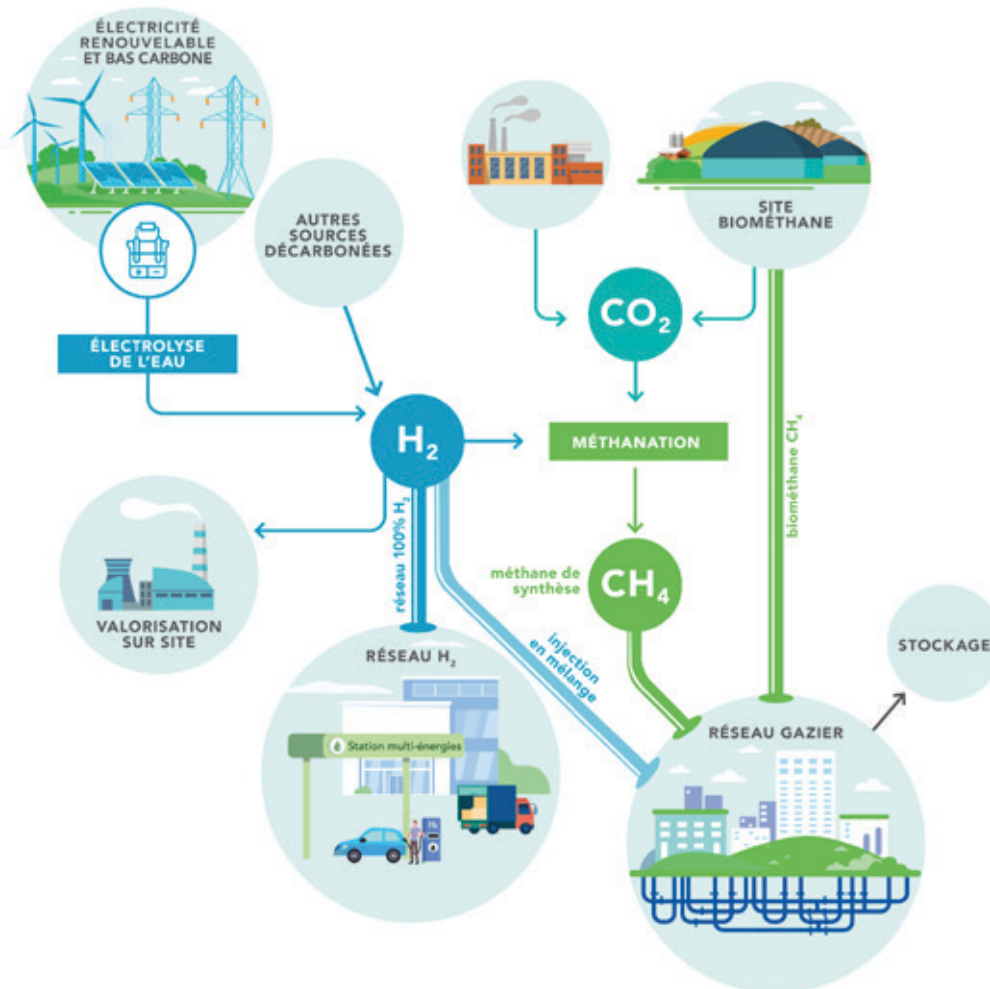 ÉLECTRICITÉ
RENOUVELABLE
ET BAS CARBONE
AUTRES
SOURCES
DÉCARBONÉES
SITE
BIOMÉTHANE
CO₂
ÉLECTROLYSE
DE L'EAU
H₂
MÉTHANATION
biométhane CH₄
réseau 100% H₂
méthane de
synthèse
CH₄
VALORISATION
SUR SITE
injection
en mélange
STOCKAGE
RÉSEAU H₂
RÉSEAU GAZIER
Station multi-énergies